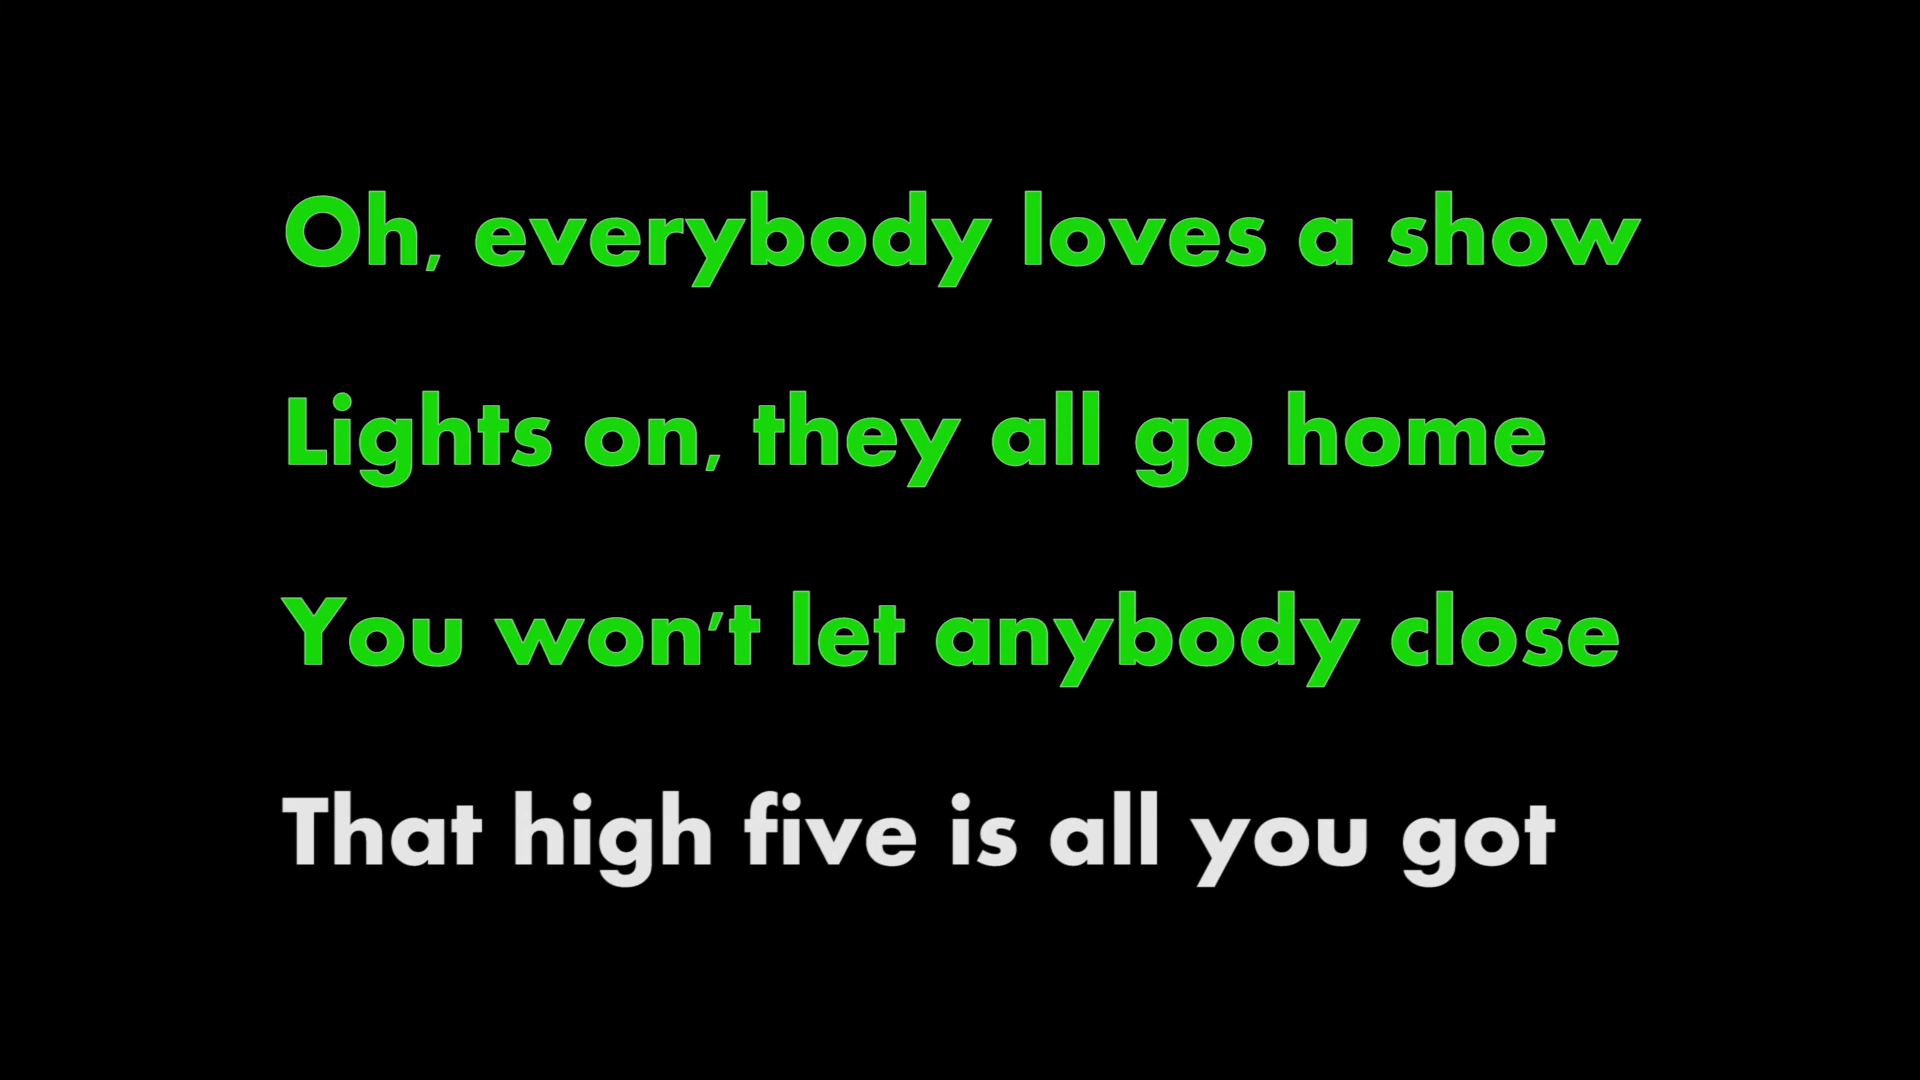 Oh, everybody loves a show
Lights on, they all go home
You won't let anybody close
That high five is all you got